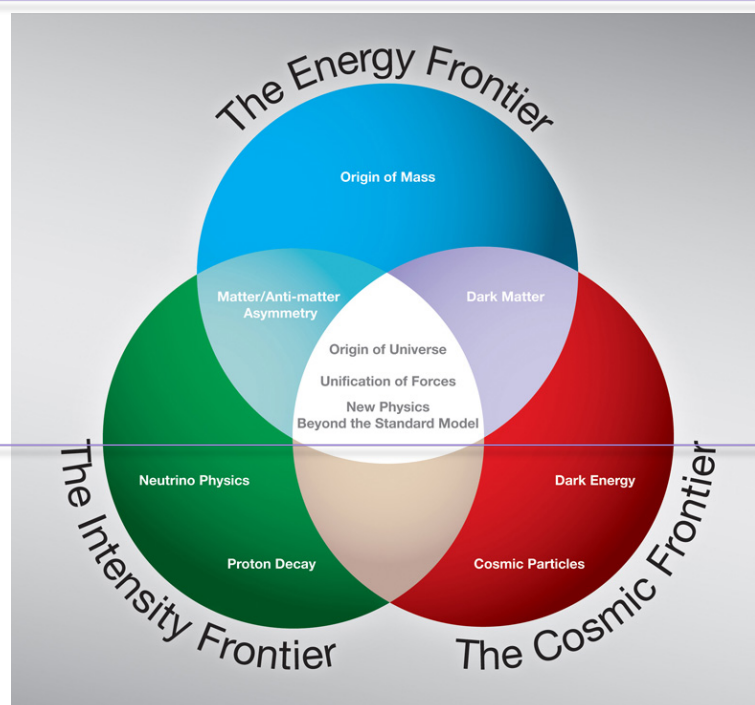 The Energy Frontier
Origin of Mass
Matter/Anti-matter
Asymmetry
Dark Matter
Origin of Universe
Unification of Forces
New Physics
Beyond the Standard Model
Neutrino Physics
Dark Energy
Proton Decay
Cosmic Particles
The Intensity Frontier
The Cosmic Frontier